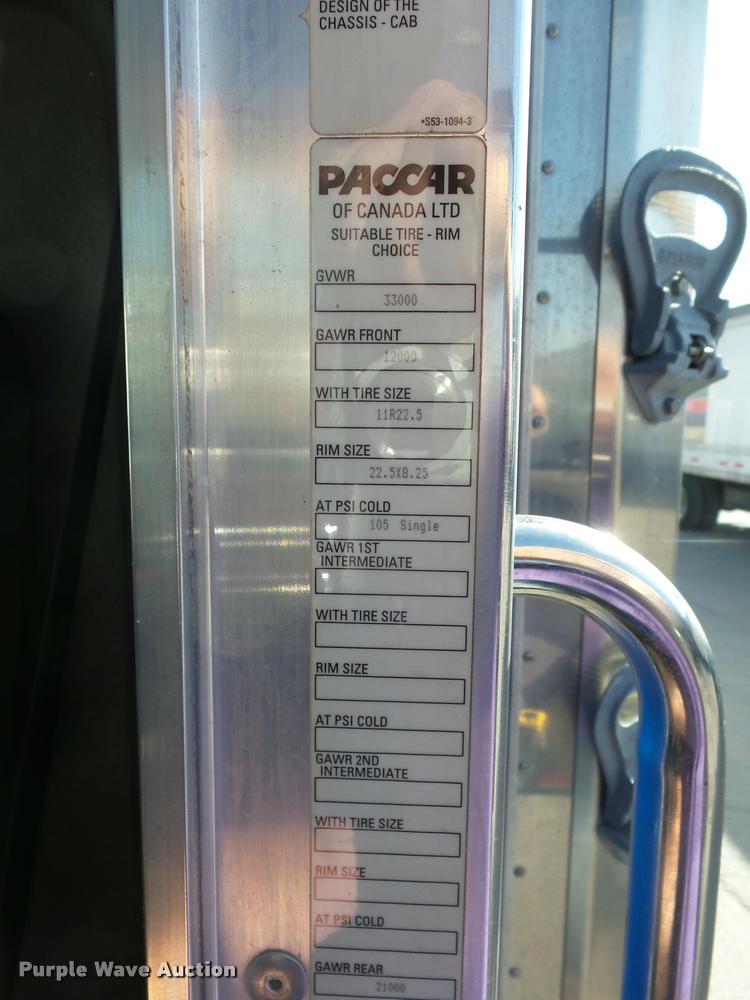 DESIGN OF THE
CHASSIS - CAB
*S53-1094-3
PACCAR
OF CANADA LTD
SUITABLE TIRE - RIM
CHOICE
GVWR
33000
GAWR FRONT
12000
WITH TIRE SIZE
11R22.5
RIM SIZE
22.5X8.25
AT PSI COLD
105 Single
GAWR 1ST
INTERMEDIATE
WITH TIRE SIZE
RIM SIZE
AT PSI COLD
GAWR 2ND
INTERMEDIATE
WITH TIRE SIZE
RIM SIZE
AT PSI COLD
GAWR REAR
21000
Purple Wave Auction